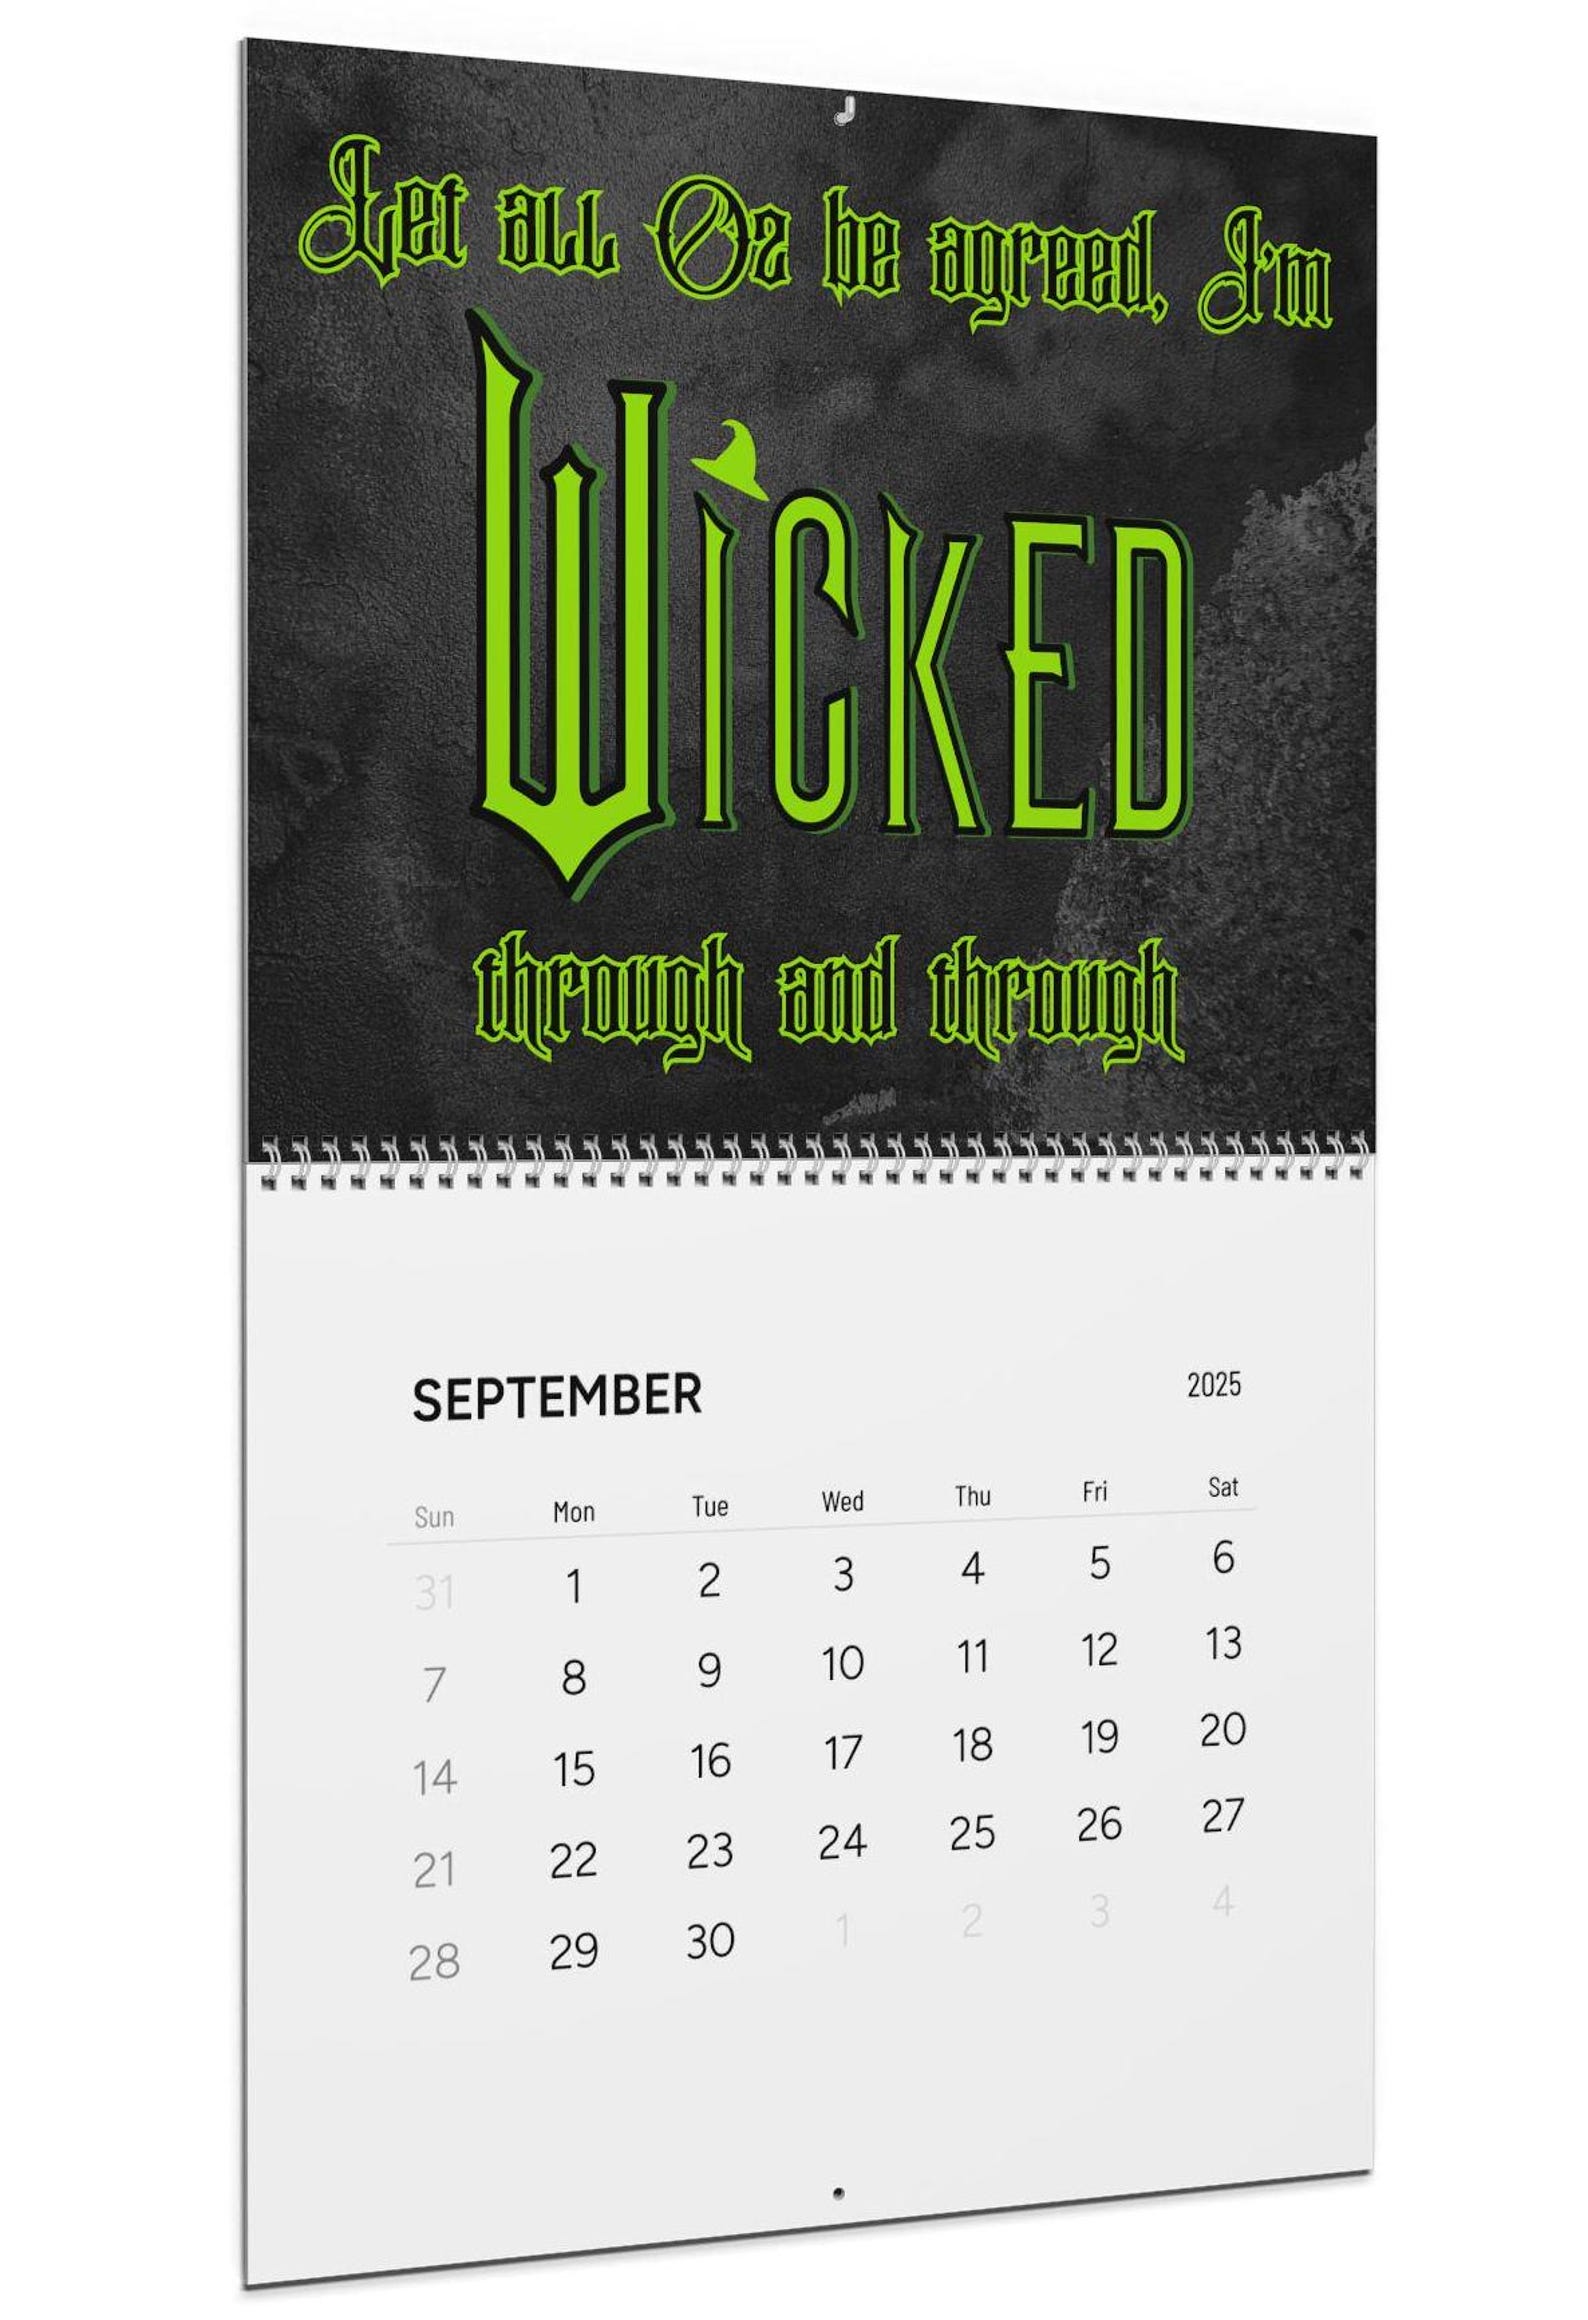 Let all Oz be agreed, I'm
WiCKED
through and through
SEPTEMBER 2025
Sun Mon Tue Wed Thu Fri Sat
31 1 2 3 4 5 6
7 8 9 10 11 12 13
14 15 16 17 18 19 20
21 22 23 24 25 26 27
28 29 30 1 2 3 4